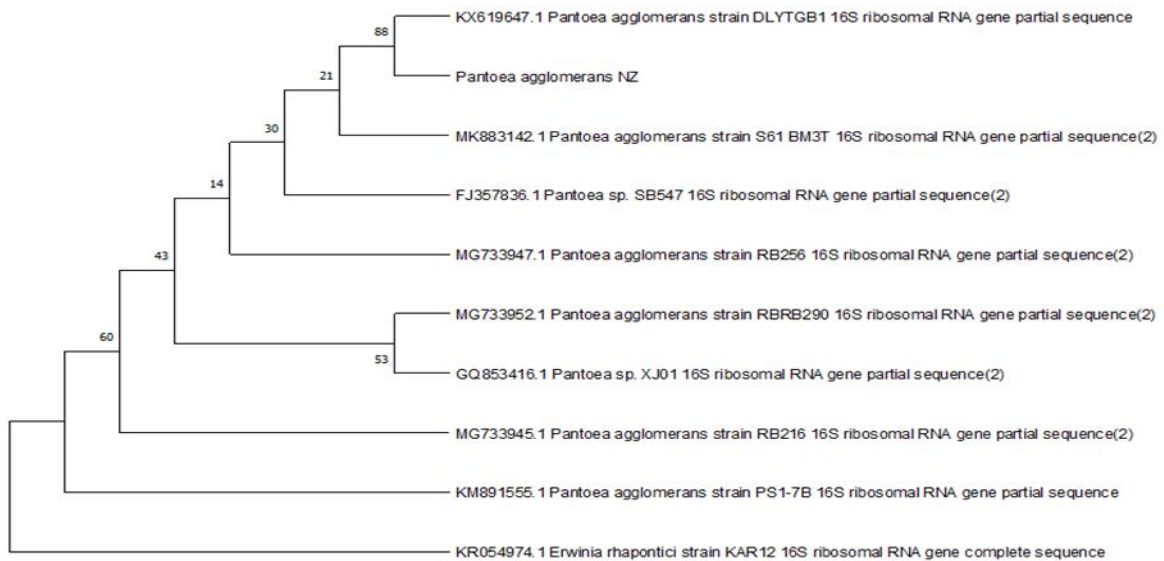 KX619647.1 Pantoea agglomerans strain DLYTGB1 16S ribosomal RNA gene partial sequence
88
Pantoea agglomerans NZ
21
MK883142.1 Pantoea agglomerans strain S61 BM3T 16S ribosomal RNA gene partial sequence(2)
30
FJ357836.1 Pantoea sp. SB547 16S ribosomal RNA gene partial sequence(2)
14
MG733947.1 Pantoea agglomerans strain RB256 16S ribosomal RNA gene partial sequence(2)
43
MG733952.1 Pantoea agglomerans strain RBRB290 16S ribosomal RNA gene partial sequence(2)
60
53
GQ853416.1 Pantoea sp. XJ01 16S ribosomal RNA gene partial sequence(2)
MG733945.1 Pantoea agglomerans strain RB216 16S ribosomal RNA gene partial sequence(2)
KM891555.1 Pantoea agglomerans strain PS1-7B 16S ribosomal RNA gene partial sequence
KR054974.1 Erwinia rhapontici strain KAR12 16S ribosomal RNA gene complete sequence